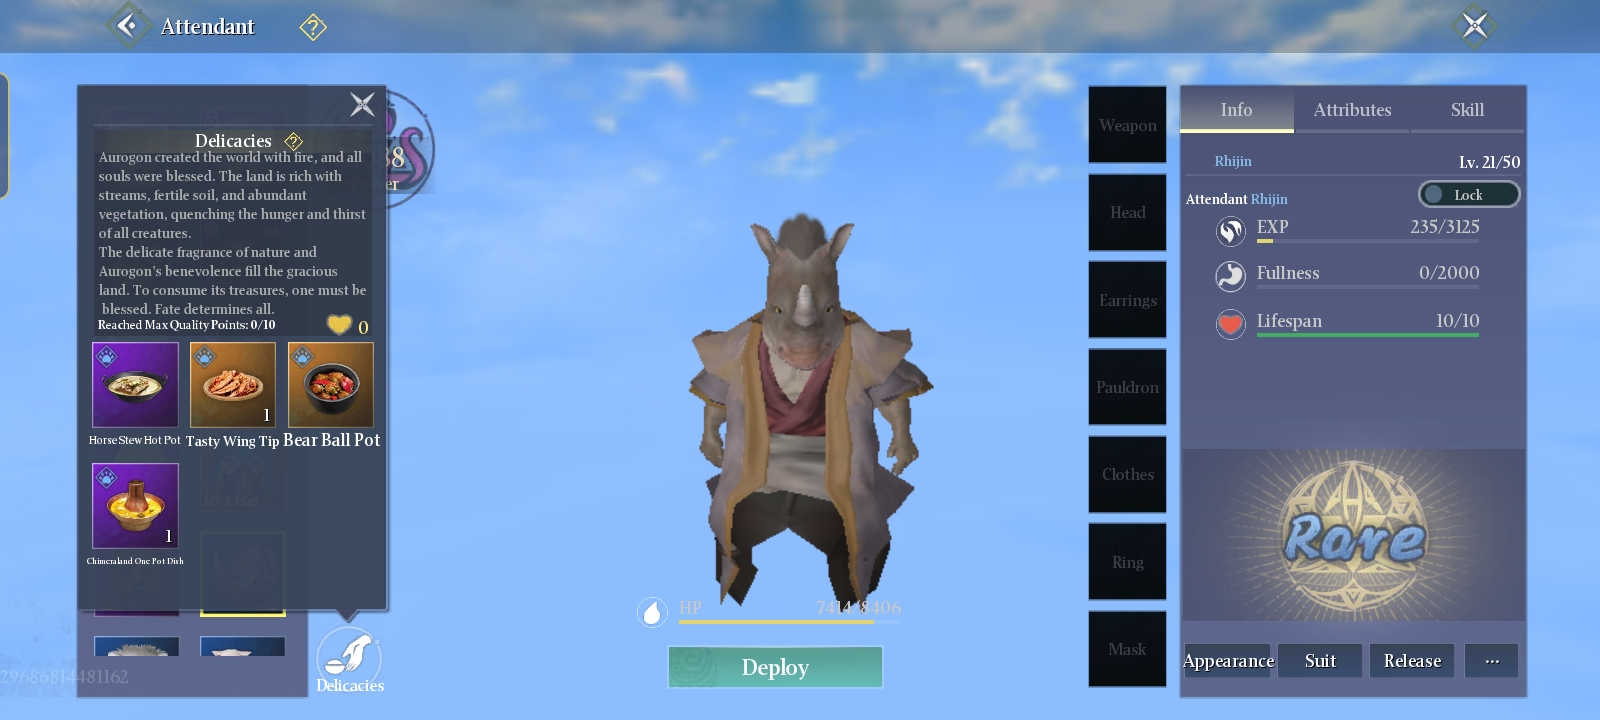 Attendant
Delicacies
Aurogon created the world with fire, and all
souls were blessed. The land is rich with
streams, fertile soil, and abundant
vegetation, quenching the hunger and thirst
of all creatures.
The delicate fragrance of nature and
Aurogon's benevolence fill the gracious
land. To consume its treasures, one must be
blessed. Fate determines all.
Reached Max Quality Points: 0/10
0
1
Horse Stew Hot Pot
Tasty Wing Tip
Bear Ball Pot
In Use
1
Chimeraland One Pot Dish
29686814481162
Delicacies
HP
7414/8406
Deploy
Weapon
Head
Earrings
Pauldron
Clothes
Ring
Mask
Info
Attributes
Skill
Rhijin
Lv. 21/50
Attendant Rhijin
Lock
EXP
235/3125
Fullness
0/2000
Lifespan
10/10
Rare
Appearance
Suit
Release
...